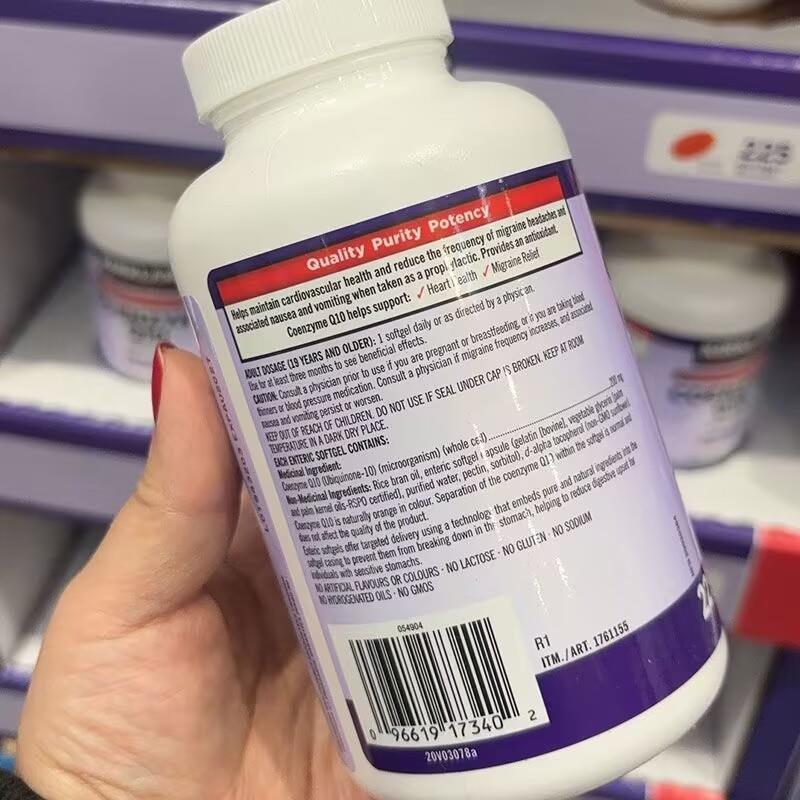 Quality Purity Potency
Helps maintain cardiovascular health and reduce the frequency of migraine headaches and
associated nausea and vomiting when taken as a prophylactic. Provides an antioxidant.
Coenzyme Q10 helps support: ✓ Heart Health ✓ Migraine Relief
ADULT DOSAGE (19 YEARS AND OLDER): 1 softgel daily or as directed by a physician.
Use for at least three months to see beneficial effects.
CAUTION: Consult a physician prior to use if you are pregnant or breastfeeding, or if you are taking blood
thinners or blood pressure medication. Consult a physician if migraine frequency increases, and associated
nausea and vomiting persist or worsen.
KEEP OUT OF REACH OF CHILDREN. DO NOT USE IF SEAL UNDER CAP IS BROKEN. KEEP AT ROOM
TEMPERATURE IN A DARK DRY PLACE.
EACH ENTERIC SOFTGEL CONTAINS:
Medicinal Ingredient:
Coenzyme Q10 (Ubiquinone-10) (microorganism) (whole cell) 200 mg
Non-Medicinal Ingredients: Rice bran oil, enteric softgel capsule (gelatin (bovine), vegetable glycerin (palm
and palm kernel oils-RSPO certified), purified water, pectin, sorbitol), d-alpha tocopherol (non-GMO sunflower).
Coenzyme Q10 is naturally orange in colour. Separation of the coenzyme Q10 within the softgel is normal and
does not affect the quality of the product.
Enteric softgels offer targeted delivery using a technology that embeds pure and natural ingredients into the
softgel casing to prevent them from breaking down in the stomach, helping to reduce digestive upset for
individuals with sensitive stomachs.
NO ARTIFICIAL FLAVOURS OR COLOURS · NO LACTOSE · NO GLUTEN · NO SODIUM
NO HYDROGENATED OILS · NO GMOS
054904
R1
ITM./ART. 1761155
0 96619 17340 2
20V03078a
225